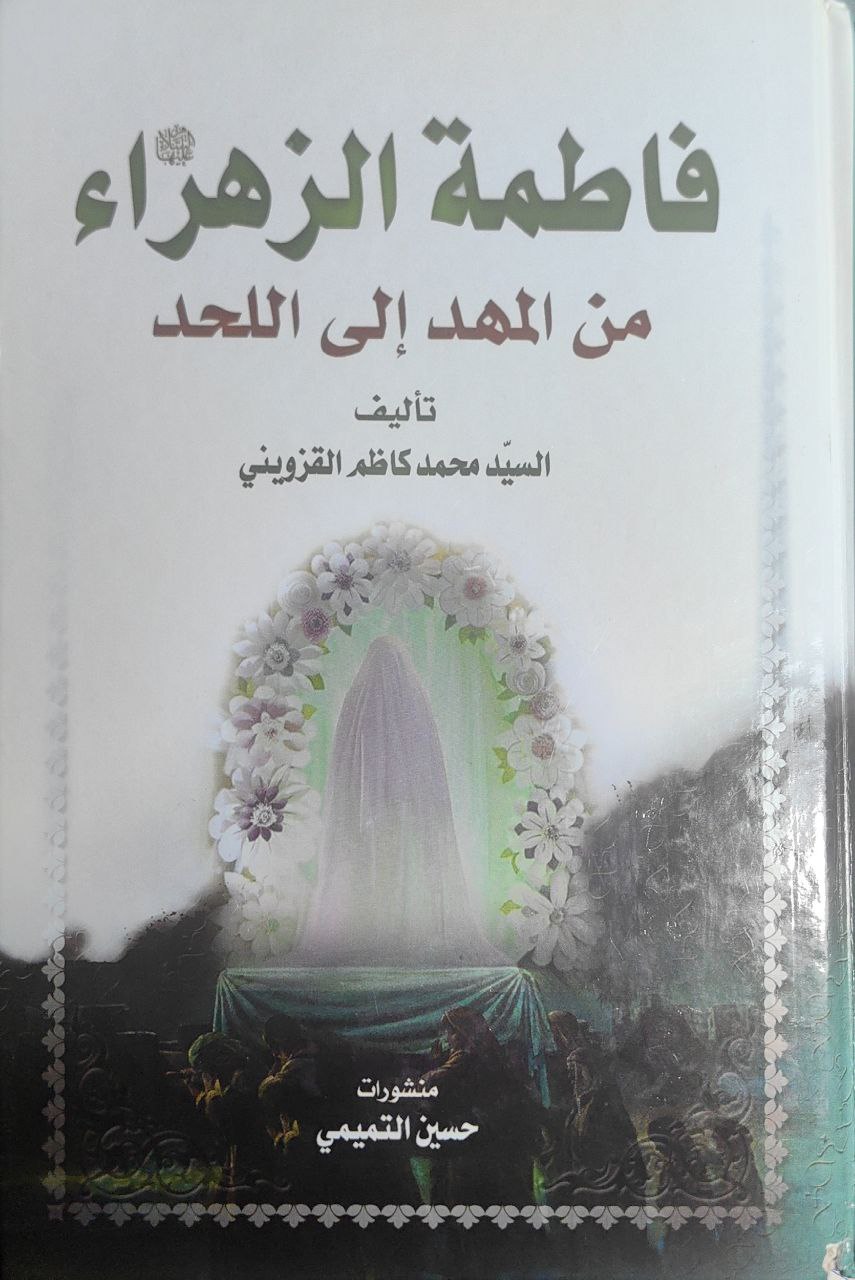 فاطمة الزهراء
من المهد إلى اللحد
تأليف
السيّد محمد كاظم القزويني
منشورات
حسين التميمي